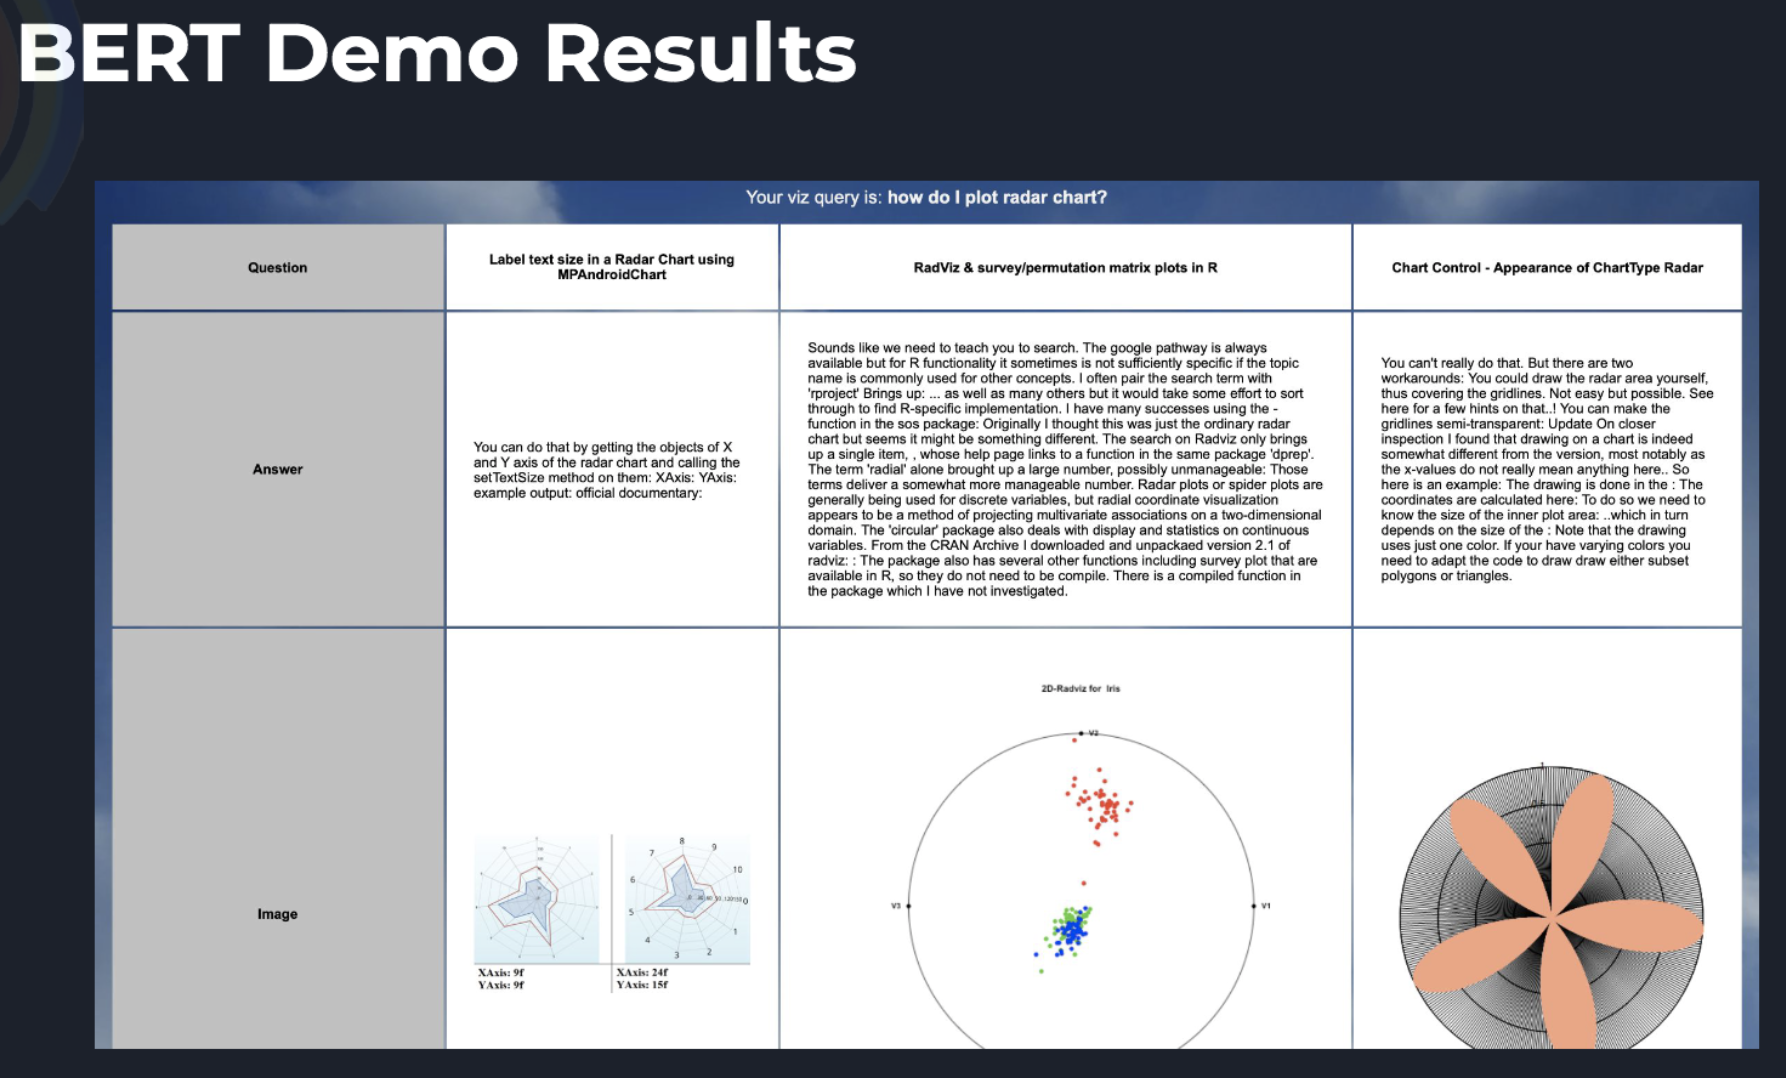 BERT Demo Results
Your viz query is: how do I plot radar chart?
Question
Label text size in a Radar Chart using
MPAndroidChart
RadViz & survey/permutation matrix plots in R
Chart Control - Appearance of ChartType Radar
Answer
You can do that by getting the objects of X
and Y axis of the radar chart and calling the
setTextSize method on them: XAxis: YAxis:
example output: official documentary:
Sounds like we need to teach you to search. The google pathway is always
available but for R functionality it sometimes is not sufficiently specific if the topic
name is commonly used for other concepts. I often pair the search term with
'rproject' Brings up: ... as well as many others but it would take some effort to sort
through to find R-specific implementation. I have many successes using the -
function in the sos package: Originally I thought this was just the ordinary radar
chart but seems it might be something different. The search on Radviz only brings
up a single item, , whose help page links to a function in the same package 'dprep'.
The term 'radial' alone brought up a large number, possibly unmanageable: Those
terms deliver a somewhat more manageable number. Radar plots or spider plots are
generally being used for discrete variables, but radial coordinate visualization
appears to be a method of projecting multivariate associations on a two-dimensional
domain. The 'circular' package also deals with display and statistics on continuous
variables. From the CRAN Archive I downloaded and unpackaed version 2.1 of
radviz: : The package also has several other functions including survey plot that are
available in R, so they do not need to be compile. There is a compiled function in
the package which I have not investigated.
You can't really do that. But there are two
workarounds: You could draw the radar area yourself,
thus covering the gridlines. Not easy but possible. See
here for a few hints on that..! You can make the
gridlines semi-transparent: Update On closer
inspection I found that drawing on a chart is indeed
somewhat different from the version, most notably as
the x-values do not really mean anything here.. So
here is an example: The drawing is done in the : The
coordinates are calculated here: To do so we need to
know the size of the inner plot area: ..which in turn
depends on the size of the : Note that the drawing
uses just one color. If your have varying colors you
need to adapt the code to draw draw either subset
polygons or triangles.
Image
8
7
9
6
10
5
0
4
1
3
2
XAxis: 9f
YAxis: 9f
XAxis: 24f
YAxis: 15f
2D-Radviz for Iris
V2
V3
V1
1